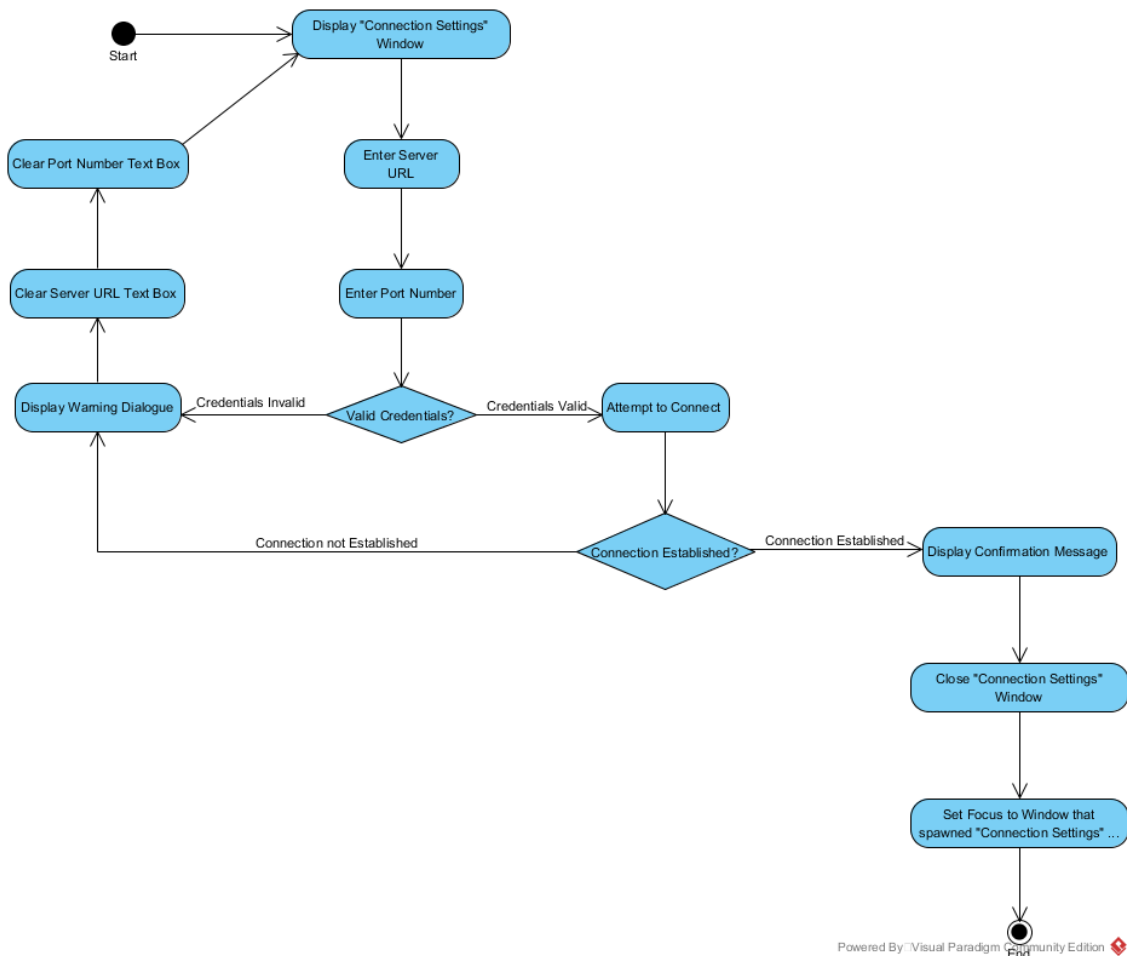 Display "Connection Settings"
Window
Start
Clear Port Number Text Box
Enter Server
URL
Clear Server URL Text Box
Enter Port Number
Display Warning Dialogue
Credentials Invalid
Valid Credentials?
Credentials Valid
Attempt to Connect
Connection not Established
Connection Established?
Connection Established
Display Confirmation Message
Close "Connection Settings"
Window
Set Focus to Window that
spawned "Connection Settings" ...
Powered By Visual Paradigm Community Edition
End